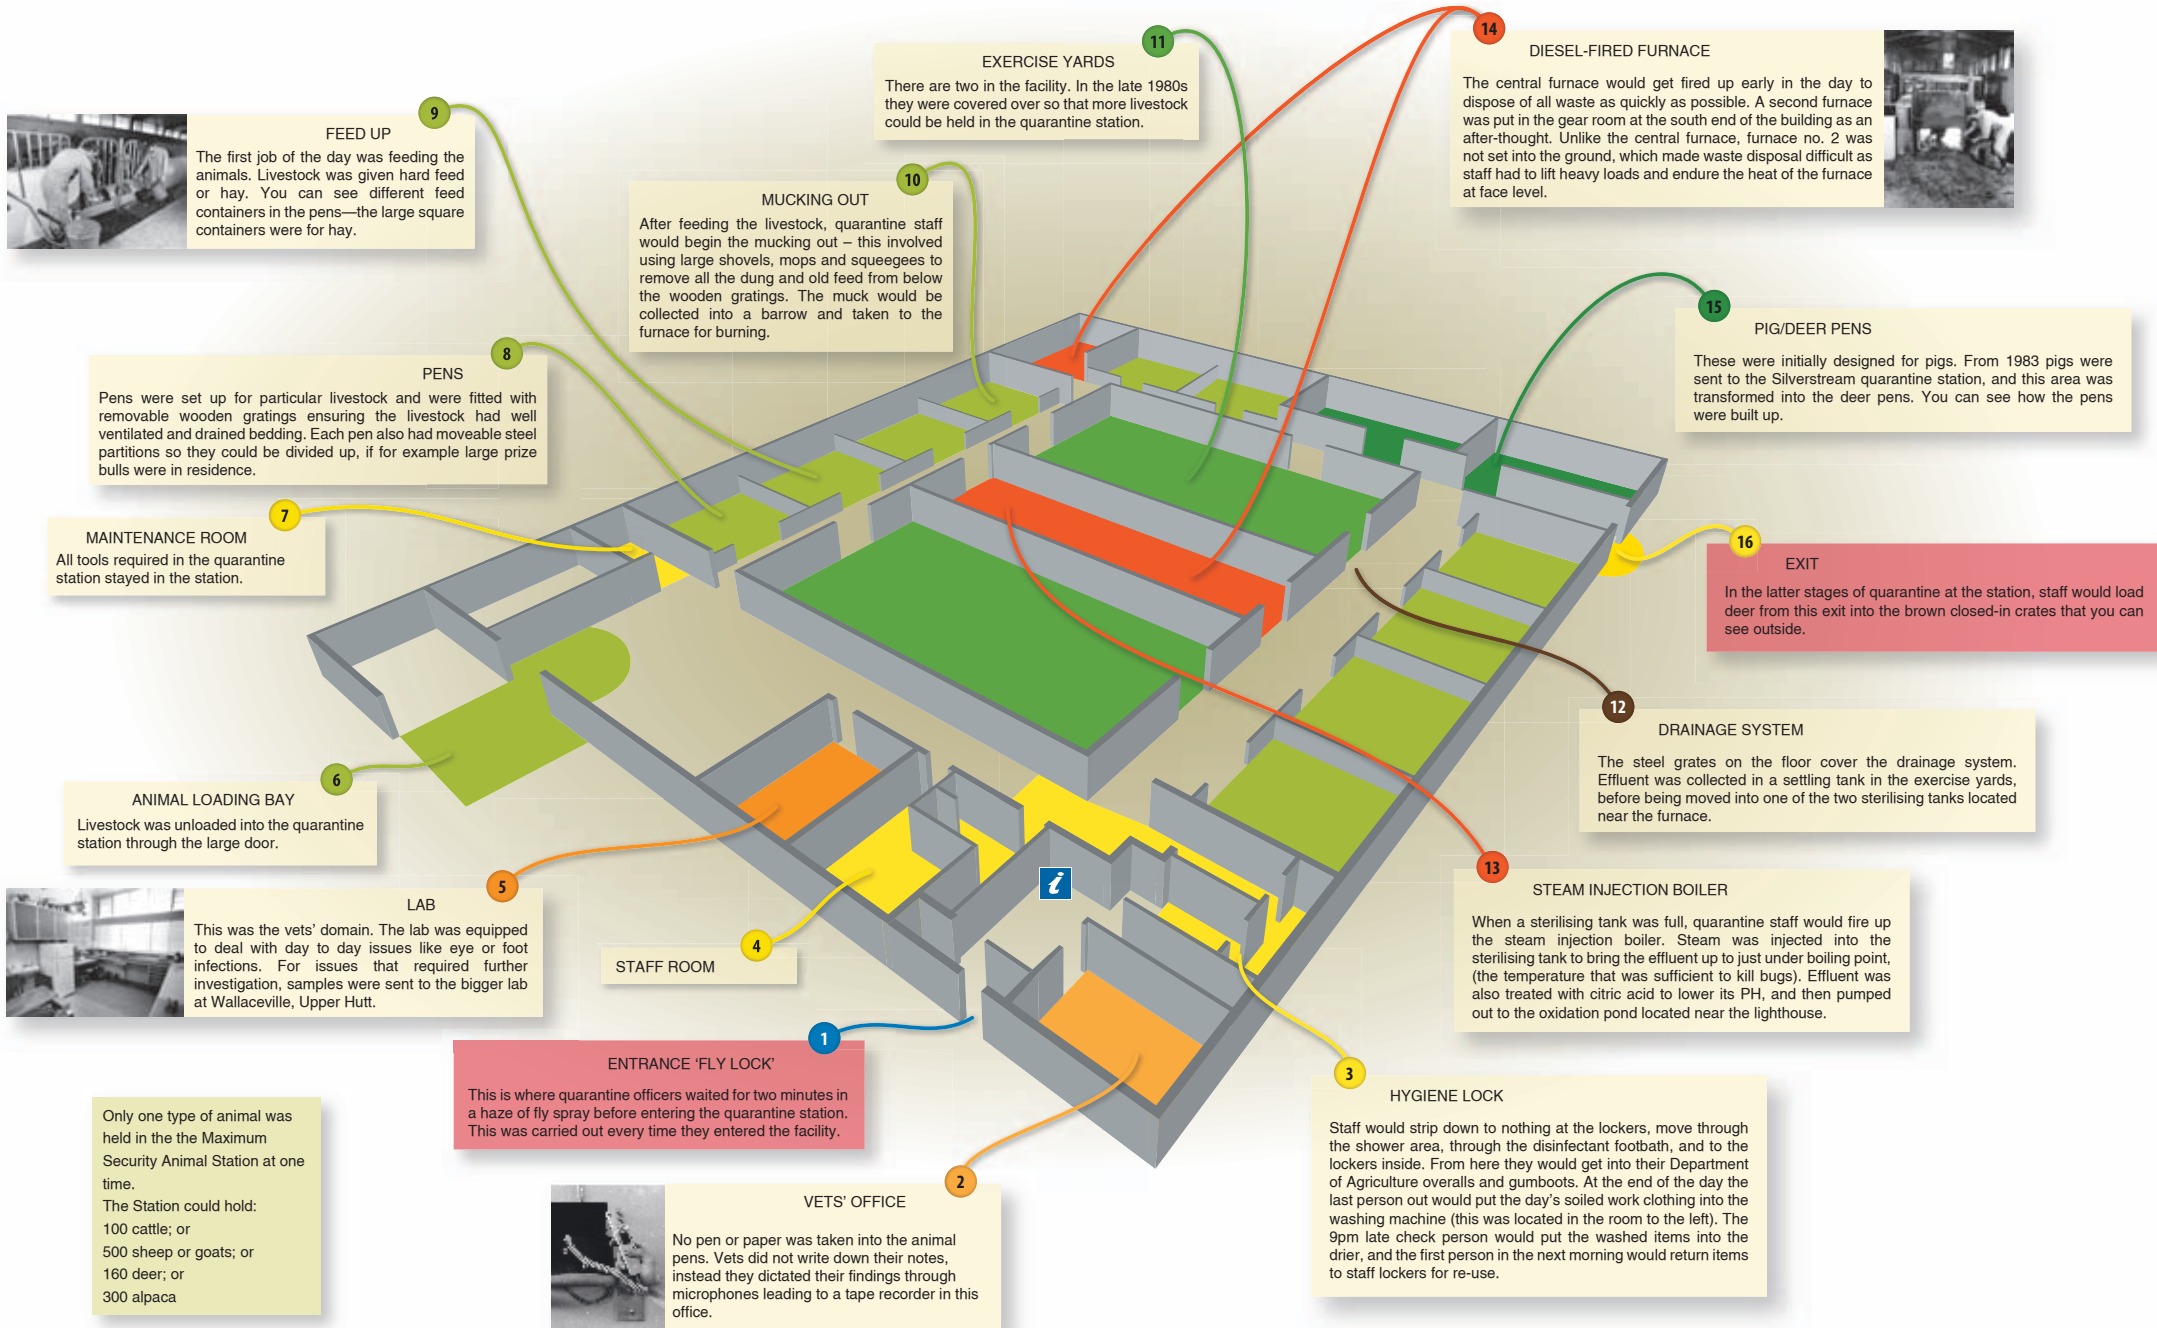 11
EXERCISE YARDS
There are two in the facility. In the late 1980s
they were covered over so that more livestock
could be held in the quarantine station.
14
DIESEL-FIRED FURNACE
The central furnace would get fired up early in the day to
dispose of all waste as quickly as possible. A second furnace
was put in the gear room at the south end of the building as an
after-thought. Unlike the central furnace, furnace no. 2 was
not set into the ground, which made waste disposal difficult as
staff had to lift heavy loads and endure the heat of the furnace
at face level.
9
FEED UP
The first job of the day was feeding the
animals. Livestock was given hard feed
or hay. You can see different feed
containers in the pens—the large square
containers were for hay.
10
MUCKING OUT
After feeding the livestock, quarantine staff
would begin the mucking out – this involved
using large shovels, mops and squeegees to
remove all the dung and old feed from below
the wooden gratings. The muck would be
collected into a barrow and taken to the
furnace for burning.
15
PIG/DEER PENS
These were initially designed for pigs. From 1983 pigs were
sent to the Silverstream quarantine station, and this area was
transformed into the deer pens. You can see how the pens
were built up.
8
PENS
Pens were set up for particular livestock and were fitted with
removable wooden gratings ensuring the livestock had well
ventilated and drained bedding. Each pen also had moveable steel
partitions so they could be divided up, if for example large prize
bulls were in residence.
7
MAINTENANCE ROOM
All tools required in the quarantine
station stayed in the station.
16
EXIT
In the latter stages of quarantine at the station, staff would load
deer from this exit into the brown closed-in crates that you can
see outside.
12
DRAINAGE SYSTEM
The steel grates on the floor cover the drainage system.
Effluent was collected in a settling tank in the exercise yards,
before being moved into one of the two sterilising tanks located
near the furnace.
6
ANIMAL LOADING BAY
Livestock was unloaded into the quarantine
station through the large door.
13
STEAM INJECTION BOILER
When a sterilising tank was full, quarantine staff would fire up
the steam injection boiler. Steam was injected into the
sterilising tank to bring the effluent up to just under boiling point,
(the temperature that was sufficient to kill bugs). Effluent was
also treated with citric acid to lower its PH, and then pumped
out to the oxidation pond located near the lighthouse.
5
LAB
This was the vets' domain. The lab was equipped
to deal with day to day issues like eye or foot
infections. For issues that required further
investigation, samples were sent to the bigger lab
at Wallaceville, Upper Hutt.
i
4
STAFF ROOM
1
ENTRANCE 'FLY LOCK'
This is where quarantine officers waited for two minutes in
a haze of fly spray before entering the quarantine station.
This was carried out every time they entered the facility.
3
HYGIENE LOCK
Staff would strip down to nothing at the lockers, move through
the shower area, through the disinfectant footbath, and to the
lockers inside. From here they would get into their Department
of Agriculture overalls and gumboots. At the end of the day the
last person out would put the day's soiled work clothing into the
washing machine (this was located in the room to the left). The
9pm late check person would put the washed items into the
drier, and the first person in the next morning would return items
to staff lockers for re-use.
Only one type of animal was
held in the the Maximum
Security Animal Station at one
time.
The Station could hold:
100 cattle; or
500 sheep or goats; or
160 deer; or
300 alpaca
2
VETS' OFFICE
No pen or paper was taken into the animal
pens. Vets did not write down their notes,
instead they dictated their findings through
microphones leading to a tape recorder in this
office.